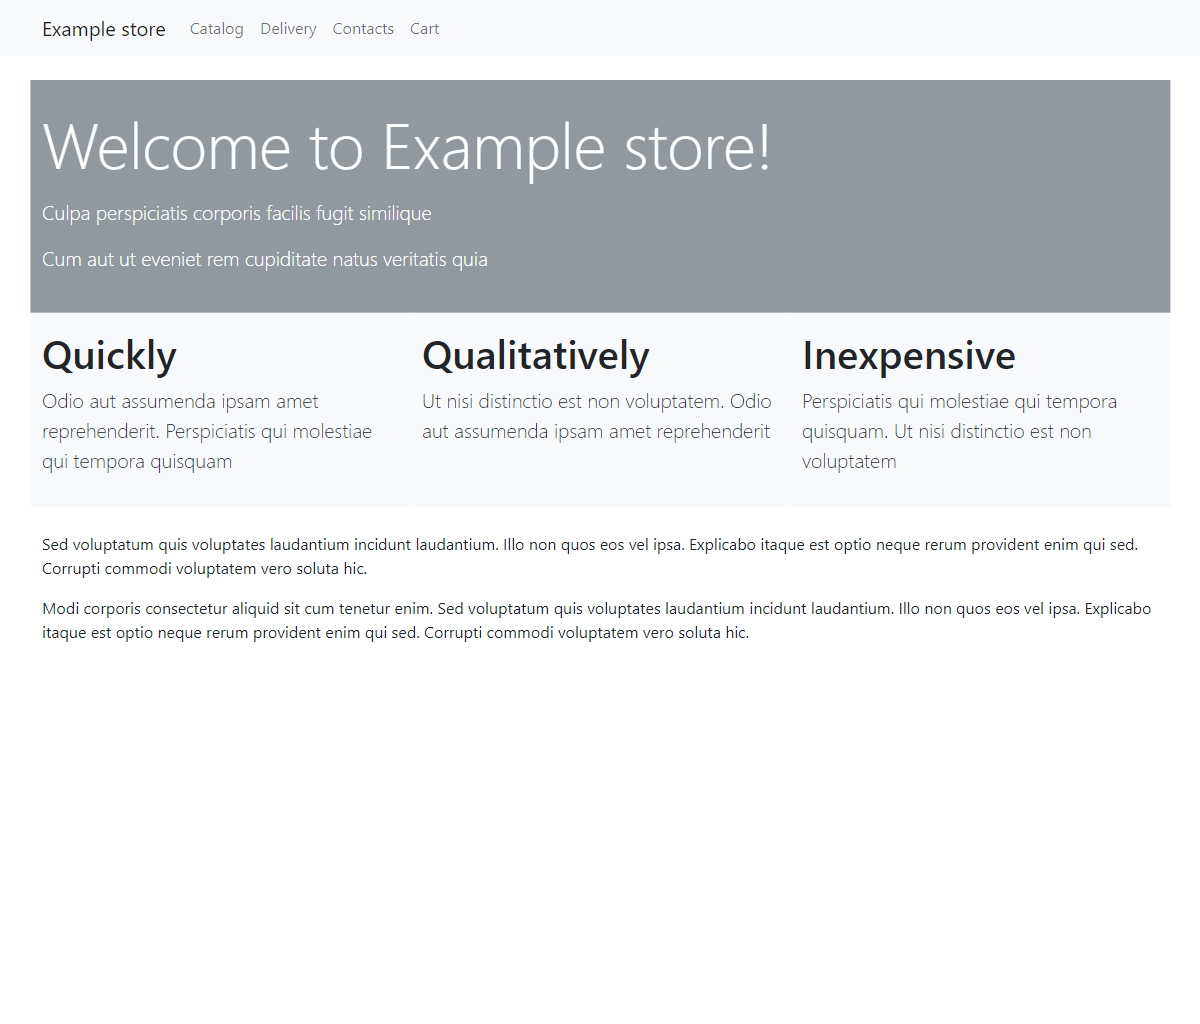 Example store Catalog Delivery Contacts Cart
Welcome to Example store!
Culpa perspiciatis corporis facilis fugit similique
Cum aut ut eveniet rem cupiditate natus veritatis quia
Quickly
Odio aut assumenda ipsam amet
reprehenderit. Perspiciatis qui molestiae
qui tempora quisquam
Qualitatively
Ut nisi distinctio est non voluptatem. Odio
aut assumenda ipsam amet reprehenderit
Inexpensive
Perspiciatis qui molestiae qui tempora
quisquam. Ut nisi distinctio est non
voluptatem
Sed voluptatum quis voluptates laudantium incidunt laudantium. Illo non quos eos vel ipsa. Explicabo itaque est optio neque rerum provident enim qui sed.
Corrupti commodi voluptatem vero soluta hic.
Modi corporis consectetur aliquid sit cum tenetur enim. Sed voluptatum quis voluptates laudantium incidunt laudantium. Illo non quos eos vel ipsa. Explicabo
itaque est optio neque rerum provident enim qui sed. Corrupti commodi voluptatem vero soluta hic.